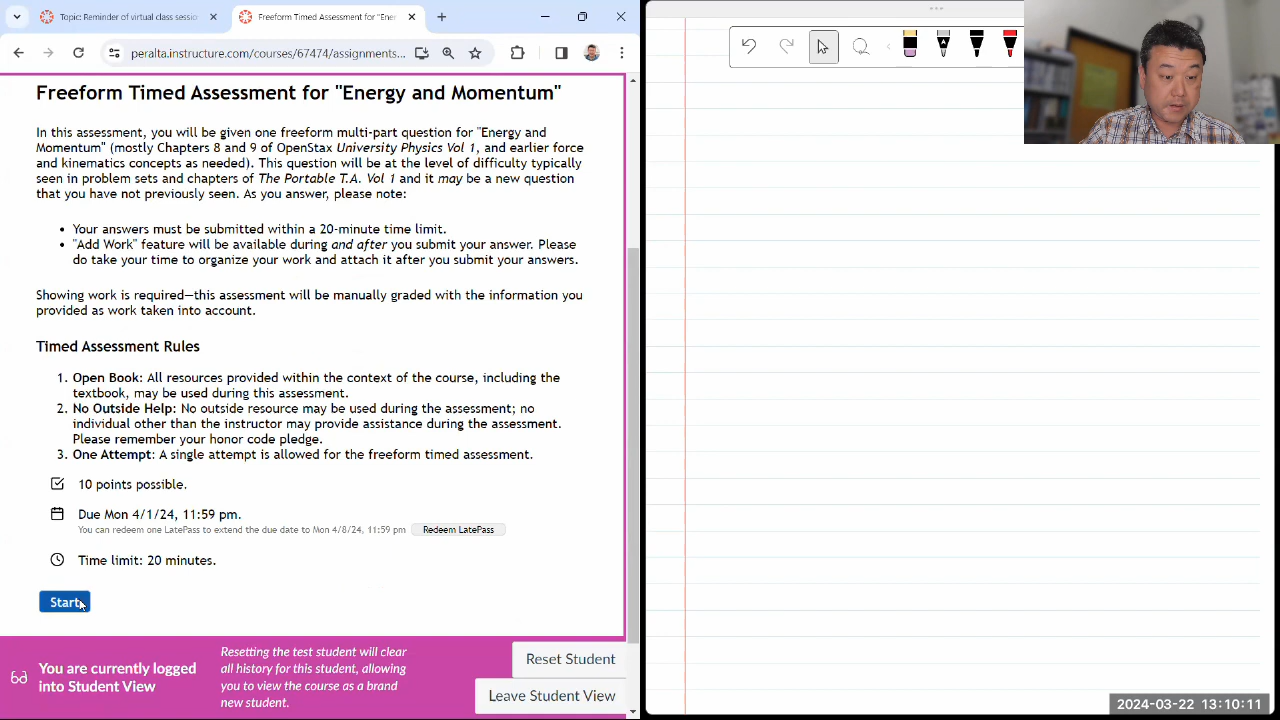 Topic: Reminder of virtual class sessio
Freeform Timed Assessment for "Ener
peralta.instructure.com/courses/6774/assignments...
Freeform Timed Assessment for "Energy and Momentum"
In this assessment, you will be given one freeform multi-part question for "Energy and
Momentum" (mostly Chapters 8 and 9 of OpenStax University Physics Vol 1, and earlier force
and kinematics concepts as needed). This question will be at the level of difficulty typically
seen in problem sets and chapters of The Portable T.A. Vol 1 and it may be a new question
that you have not previously seen. As you answer, please note:
• Your answers must be submitted within a 20-minute time limit.
• "Add Work" feature will be available during and after you submit your answer. Please
do take your time to organize your work and attach it after you submit your answers.
Showing work is required—this assessment will be manually graded with the information you
provided as work taken into account.
Timed Assessment Rules
1. Open Book: All resources provided within the context of the course, including the
textbook, may be used during this assessment.
2. No Outside Help: No outside resource may be used during the assessment; no
individual other than the instructor may provide assistance during the assessment.
Please remember your honor code pledge.
3. One Attempt: A single attempt is allowed for the freeform timed assessment.
10 points possible.
Due Mon 4/1/24, 11:59 pm.
You can redeem one LatePass to extend the due date to Mon 4/8/24, 11:59 pm
Redeem LatePass
Time limit: 20 minutes.
Start
You are currently logged
into Student View
Resetting the test student will clear
all history for this student, allowing
you to view the course as a brand
new student.
Reset Student
Leave Student View
A
2024-03-22 13:10:11